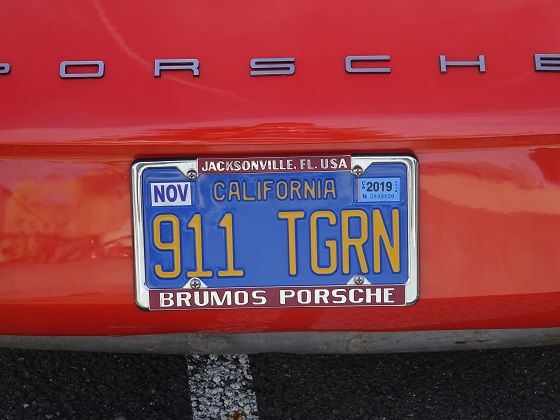 PORSCHE
JACKSONVILLE, FL. USA
NOV CALIFORNIA 2019
911 TGRN
BRUMOS PORSCHE